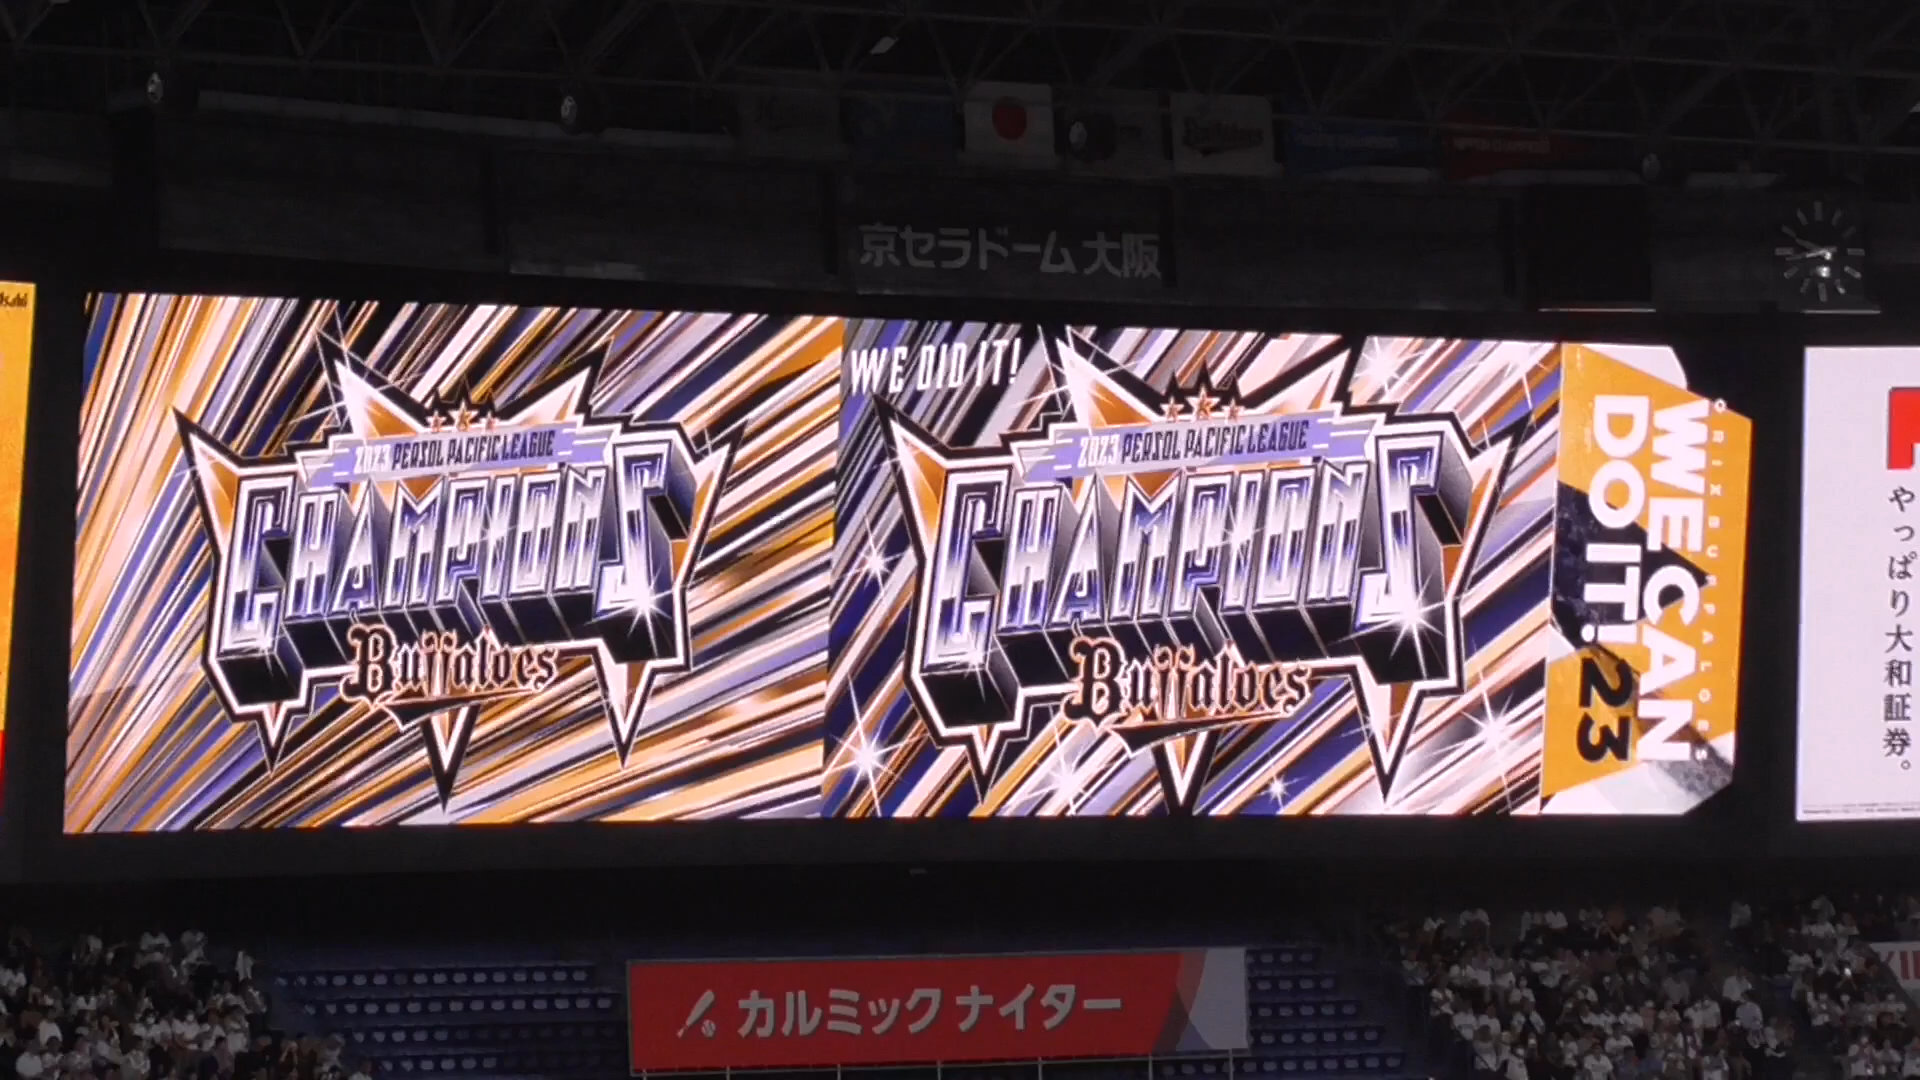 京セラドーム大阪
Asahi
2023 PERSOL PACIFIC LEAGUE
CHAMPIONS
Buffaloes
WE DID IT!
2023 PERSOL PACIFIC LEAGUE
CHAMPIONS
Buffaloes
ORIX BUFFALOES
WE CAN
DO IT! 23
やっぱり大和証券。
カルミック ナイター